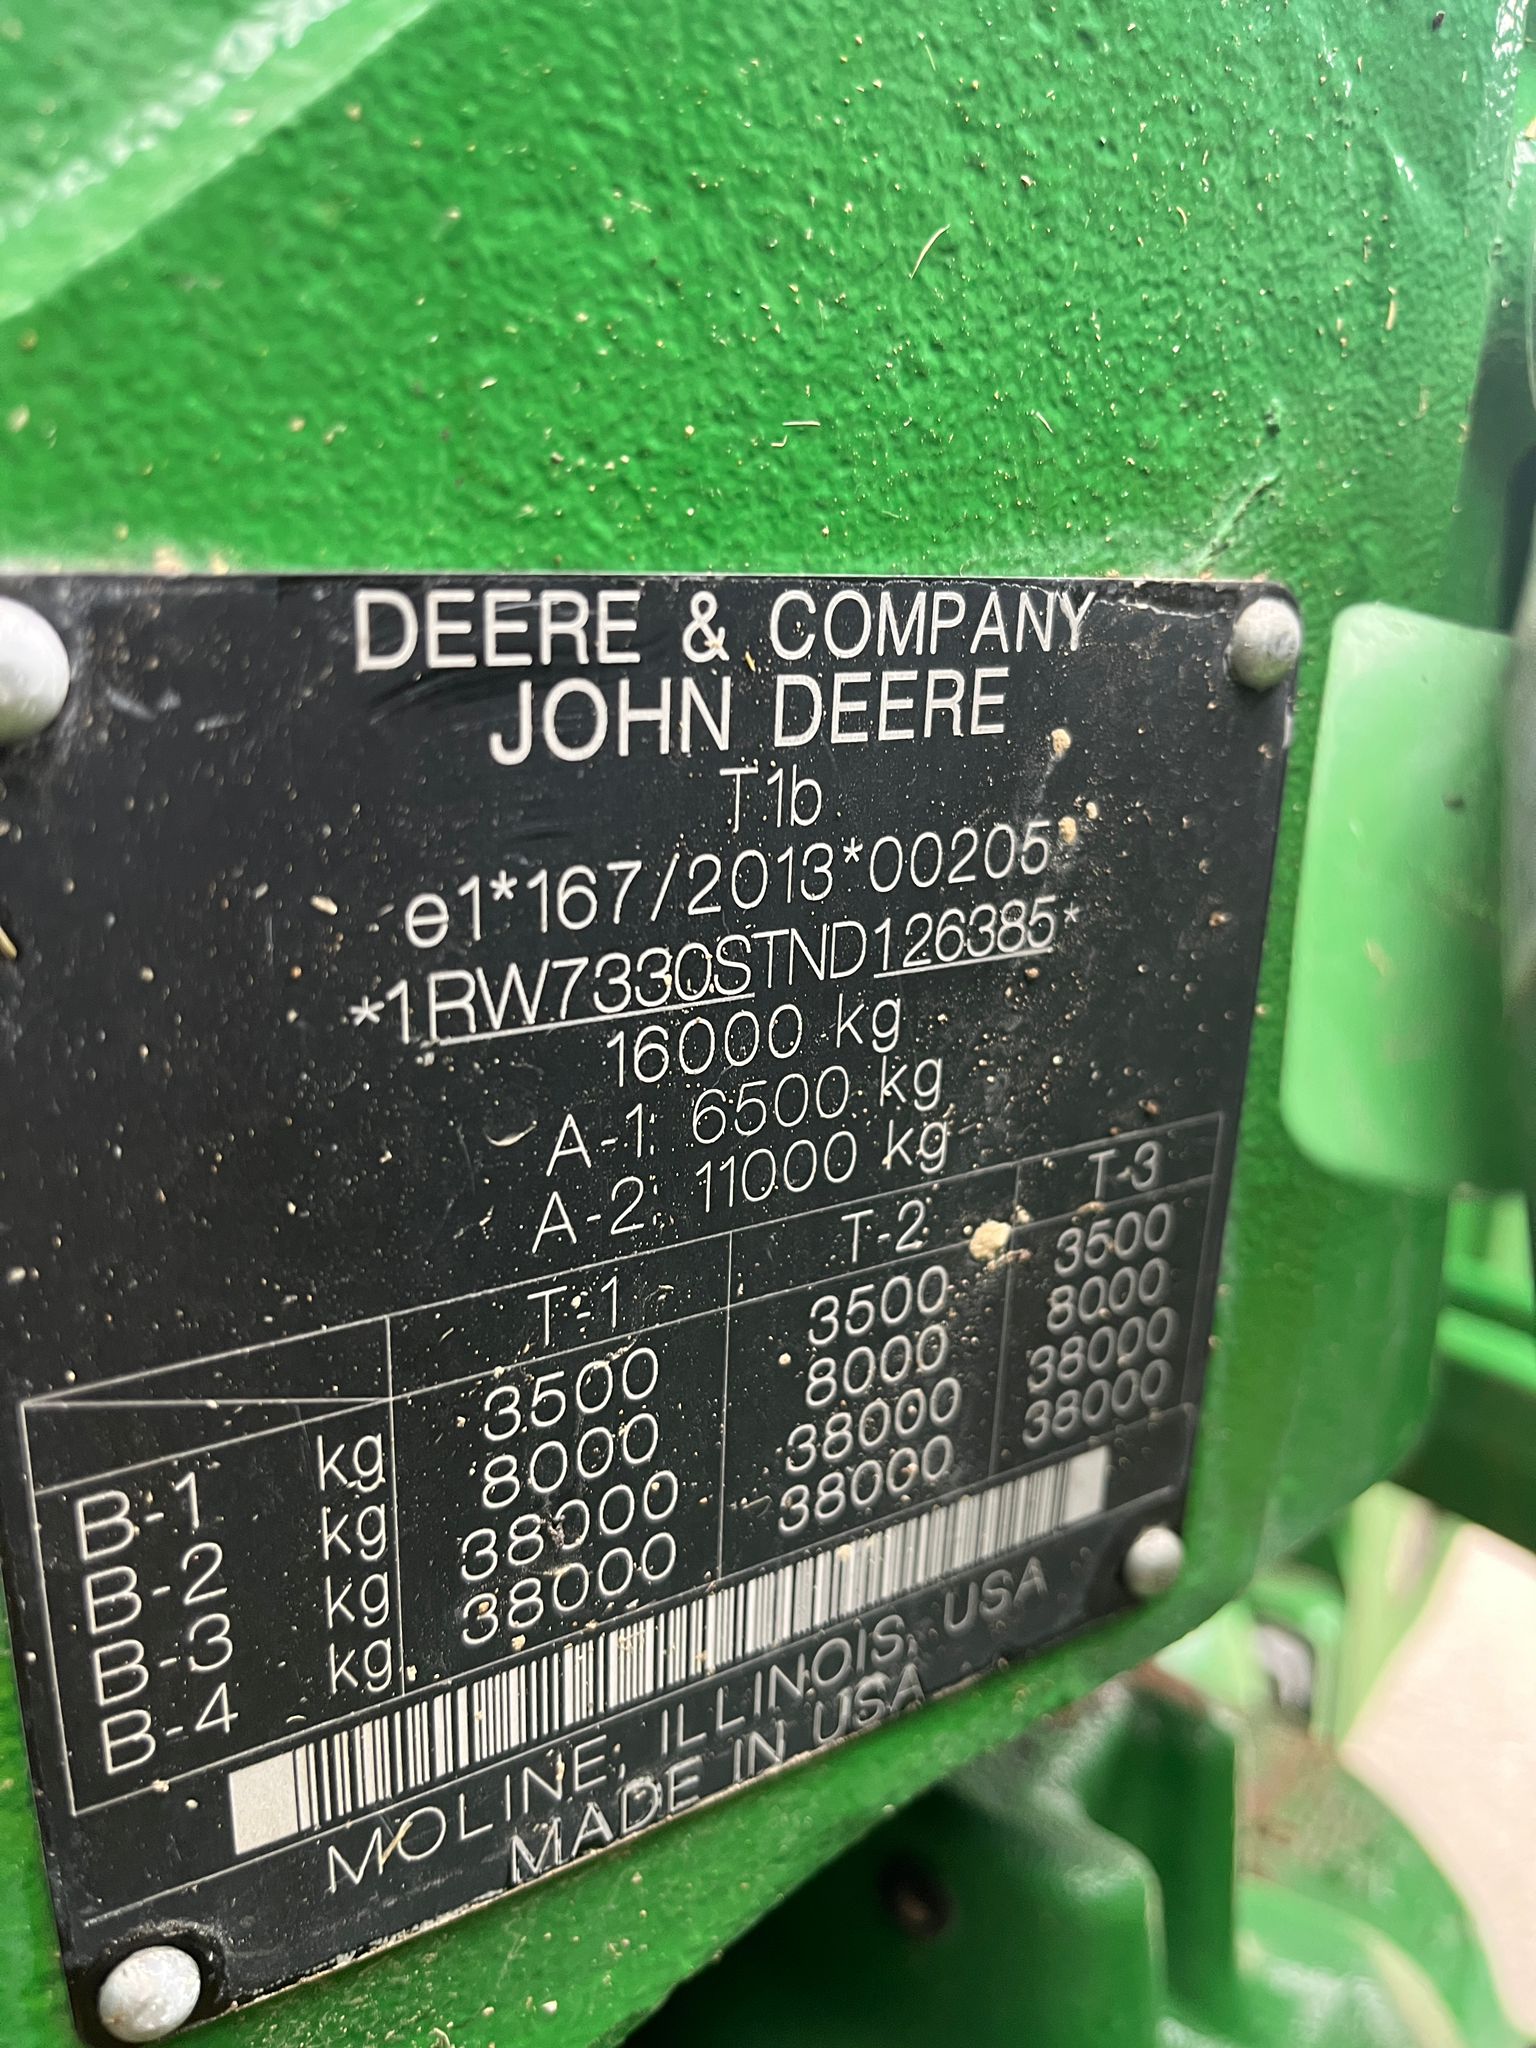 DEERE & COMPANY
JOHN DEERE
T1b
e1*167/2013*00205*
*1RW7330STND126385*
16000 kg
A-1: 6500 kg
A-2: 11000 kg
T-1 T-2 T-3
B-1 kg 3500 3500 3500
B-2 kg 8000 8000 8000
B-3 kg 38000 38000 38000
B-4 kg 38000 38000 38000
MOLINE, ILLINOIS, USA
MADE IN USA